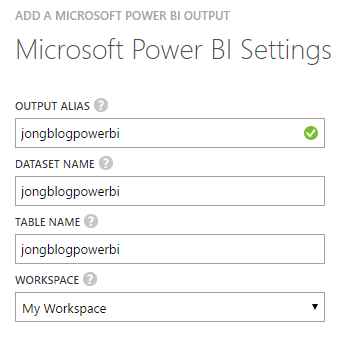 ADD A MICROSOFT POWER BI OUTPUT
Microsoft Power BI Settings
OUTPUT ALIAS ?
jongblogpowerbi
DATASET NAME ?
jongblogpowerbi
TABLE NAME ?
jongblogpowerbi
WORKSPACE ?
My Workspace